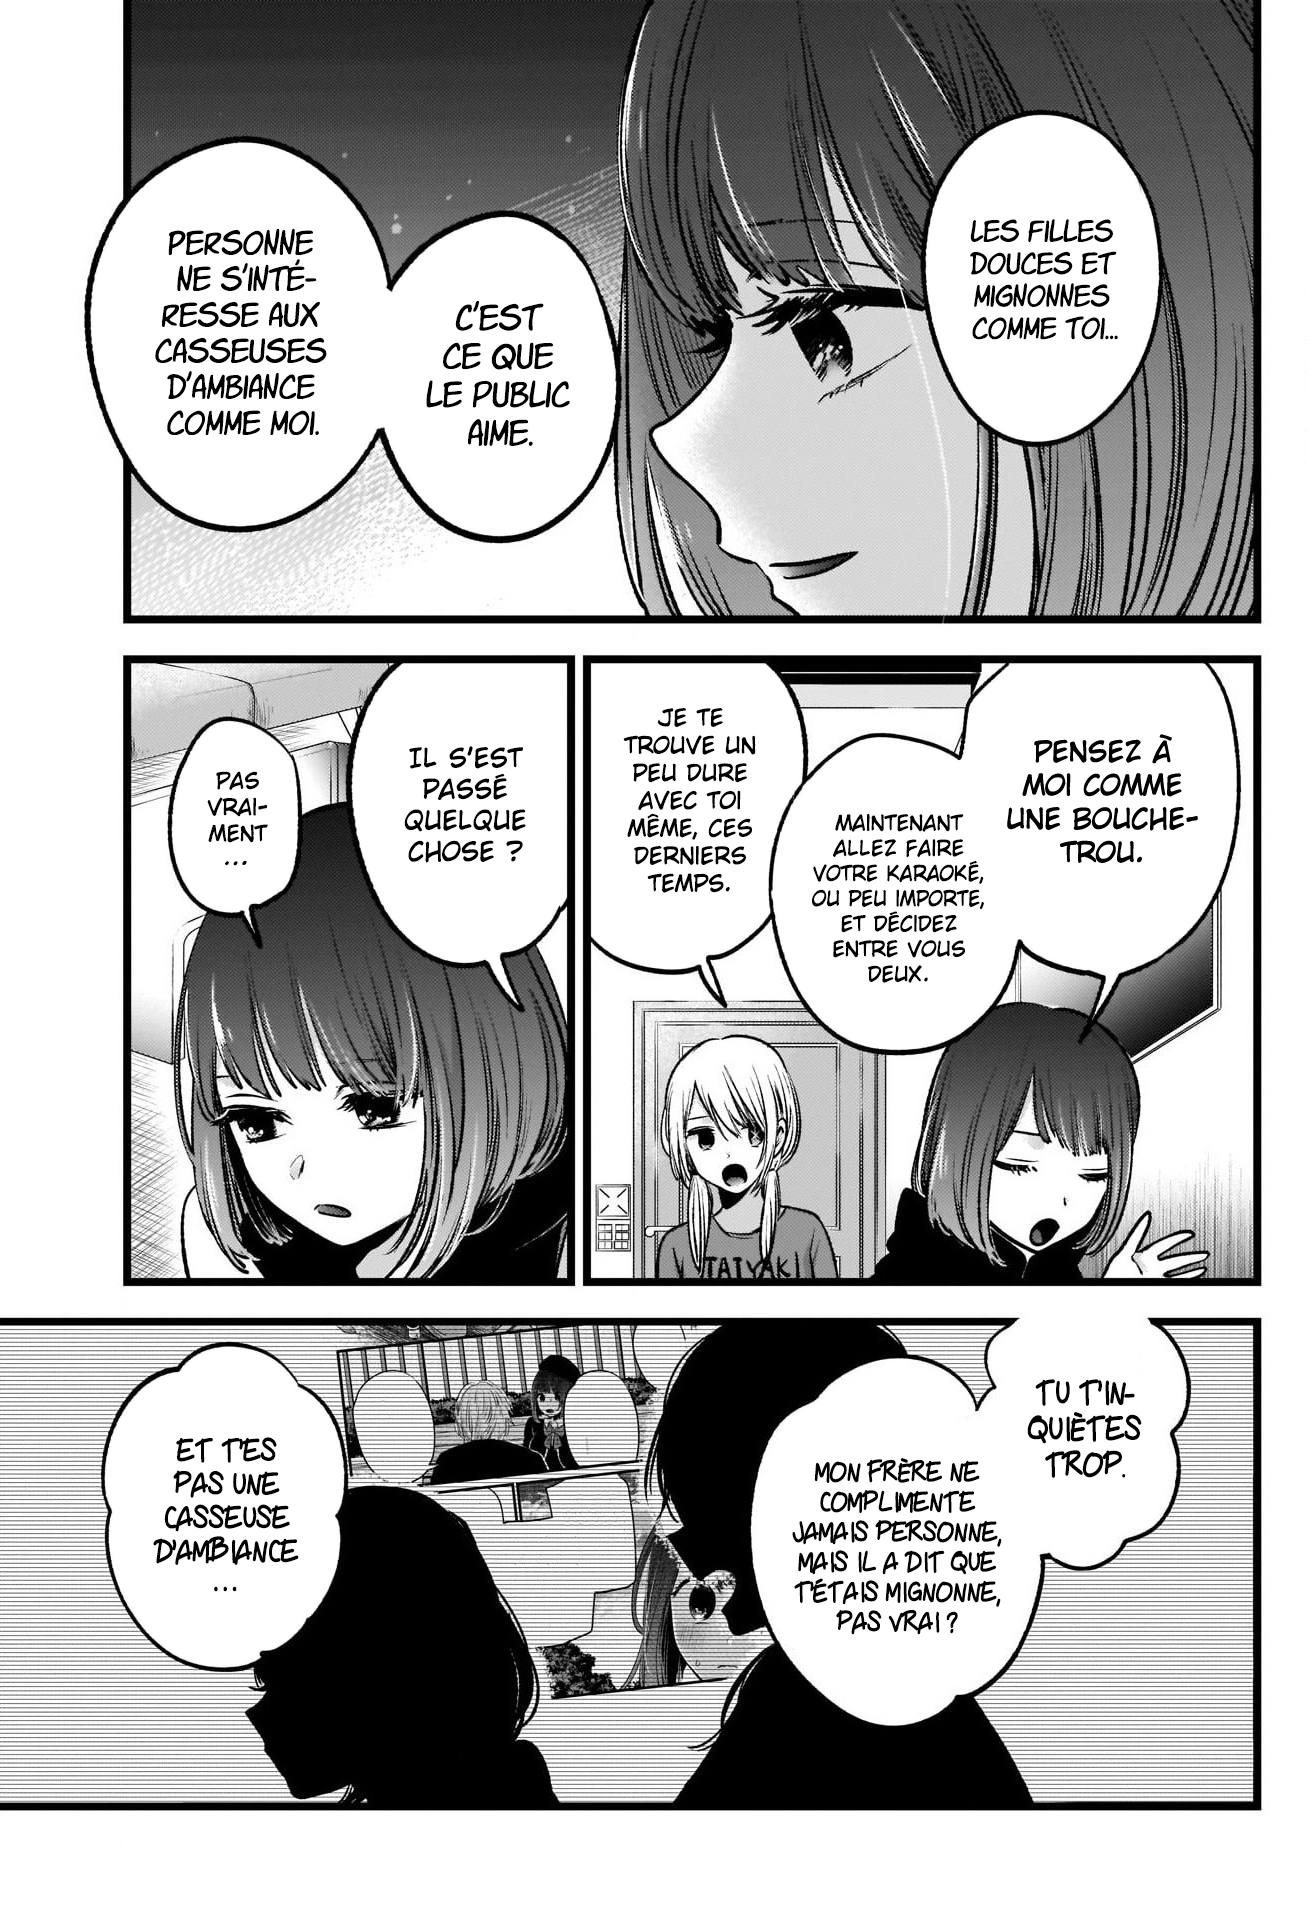 LES FILLES
DOUCES ET
MIGNONNES
COMME TOI...
C'EST
CE QUE
LE PUBLIC
AIME.
PERSONNE
NE S'INTÉ-
RESSE AUX
CASSEUSES
D'AMBIANCE
COMME MOI.
PENSEZ À
MOI COMME
UNE BOUCHE-
TROU.
MAINTENANT
ALLEZ FAIRE
VOTRE KARAOKÉ,
OU PEU IMPORTE,
ET DÉCIDEZ
ENTRE VOUS
DEUX.
JE TE
TROUVE UN
PEU DURE
AVEC TOI
MÊME, CES
DERNIERS
TEMPS.
TAIYAKI
IL S'EST
PASSÉ
QUELQUE
CHOSE ?
PAS
VRAI-
MENT
...
TU T'IN-
QUIÈTES
TROP.
MON FRÈRE NE
COMPLIMENTE
JAMAIS PERSONNE,
MAIS IL A DIT QUE
T'ÉTAIS MIGNONNE,
PAS VRAI ?
ET T'ES
PAS UNE
CASSEUSE
D'AMBIANCE
...